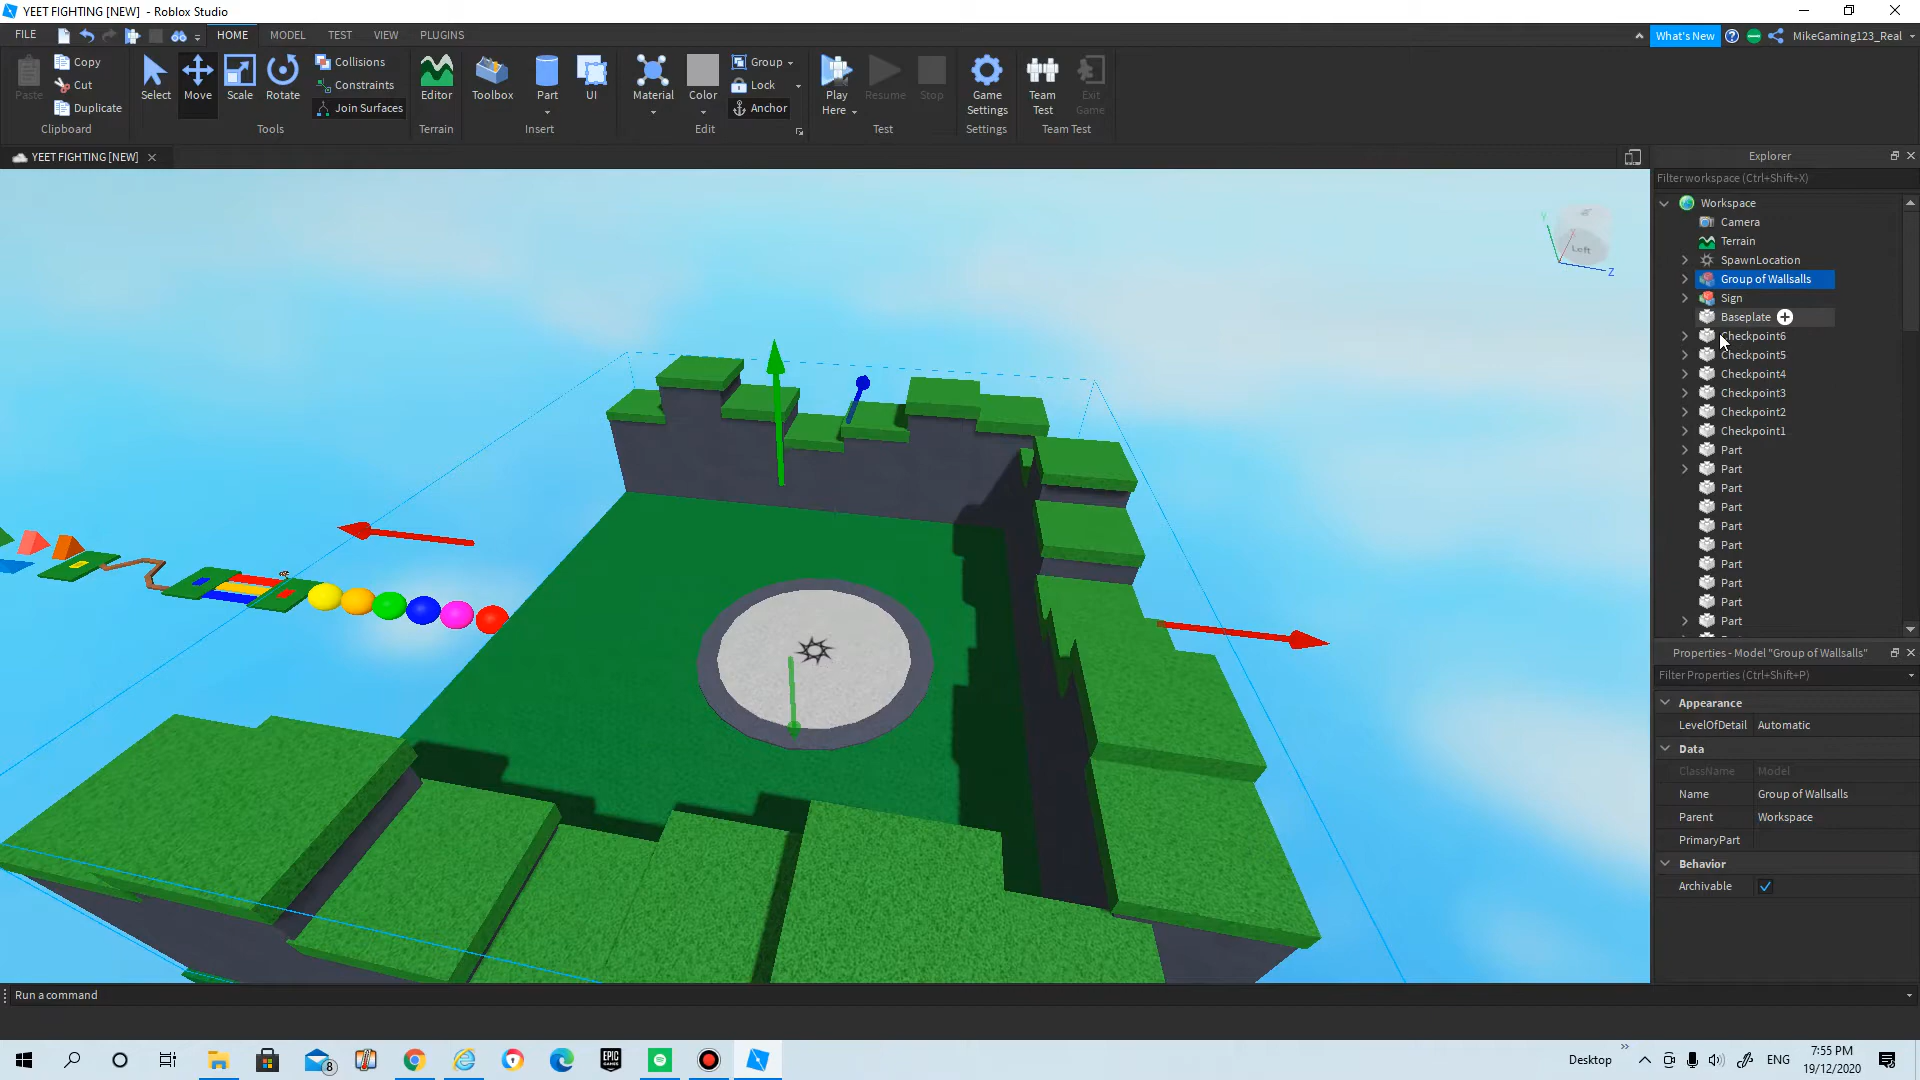 YEET FIGHTING [NEW] - Roblox Studio
FILE HOME MODEL TEST VIEW PLUGINS What's New MikeGaming123_Real
Paste Copy Cut Duplicate Clipboard
Select Move Scale Rotate Collisions Constraints Join Surfaces Tools
Editor Terrain
Toolbox Part UI Insert
Material Color Group Lock Anchor Edit
Play Here Resume Stop Test
Game Settings Settings
Team Test Exit Game Team Test
YEET FIGHTING [NEW]
Left
Y
X
Z
Explorer
Filter workspace (Ctrl+Shift+X)
Workspace
Camera
Terrain
SpawnLocation
Group of Wallsalls
Sign
Baseplate
Checkpoint6
Checkpoint5
Checkpoint4
Checkpoint3
Checkpoint2
Checkpoint1
Part
Part
Part
Part
Part
Part
Part
Part
Part
Part
Properties - Model "Group of Wallsalls"
Filter Properties (Ctrl+Shift+P)
Appearance
LevelOfDetail Automatic
Data
ClassName Model
Name Group of Wallsalls
Parent Workspace
PrimaryPart
Behavior
Archivable
Run a command
8
EPIC GAMES
Desktop
ENG
7:55 PM
19/12/2020